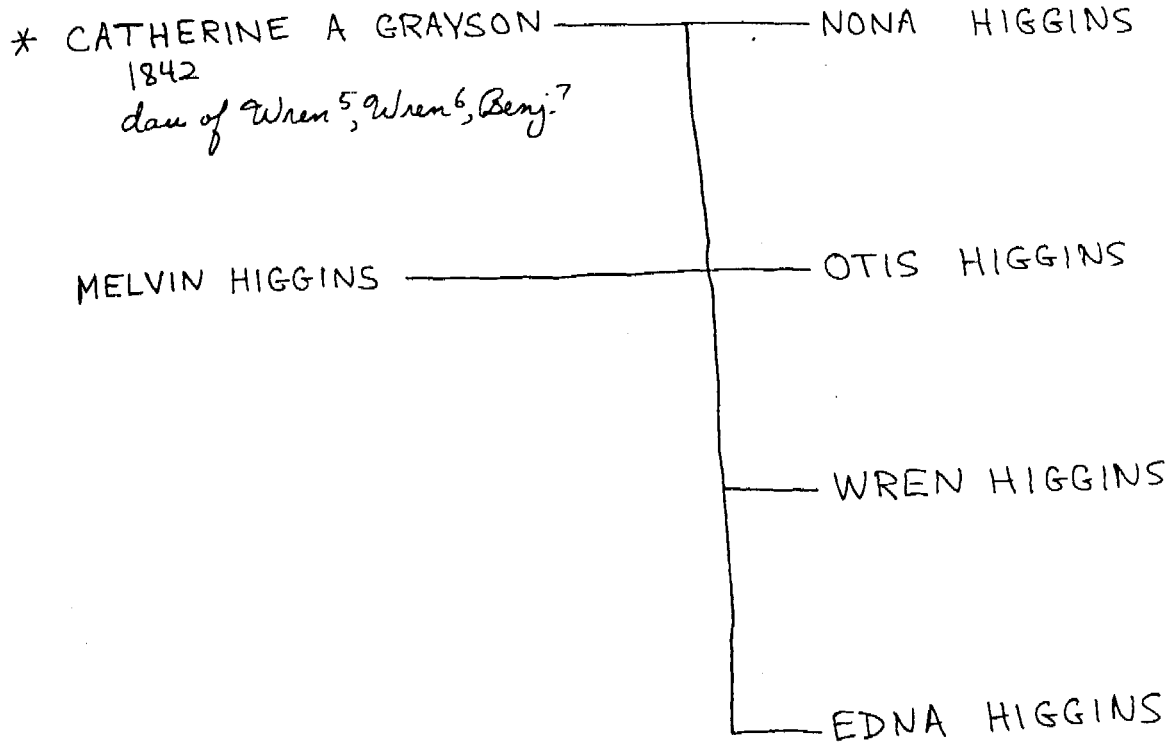 * CATHERINE A GRAYSON
1842
dau of Wren⁵, Wren⁶, Benj.⁷
MELVIN HIGGINS
NONA HIGGINS
OTIS HIGGINS
WREN HIGGINS
EDNA HIGGINS